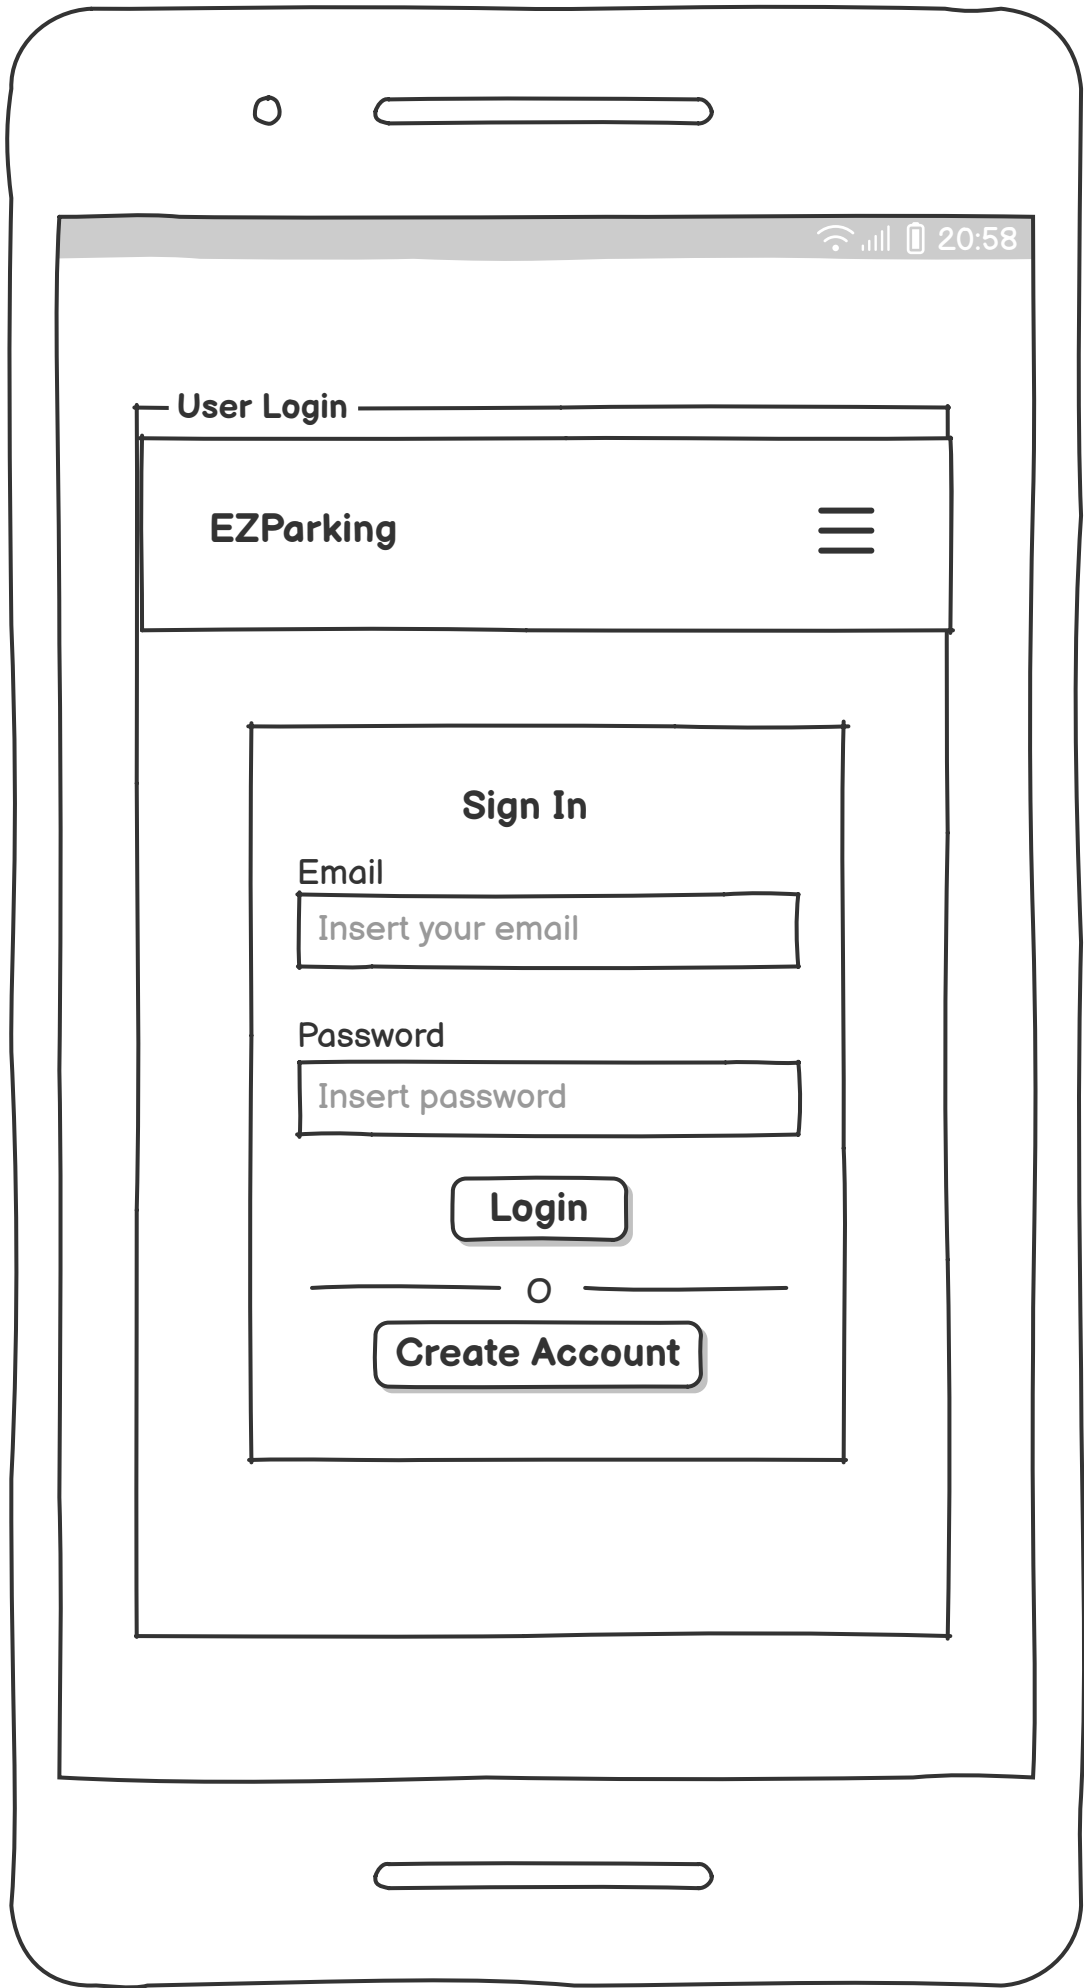 20:58
User Login
EZParking
Sign In
Email
Insert your email
Password
Insert password
Login
O
Create Account